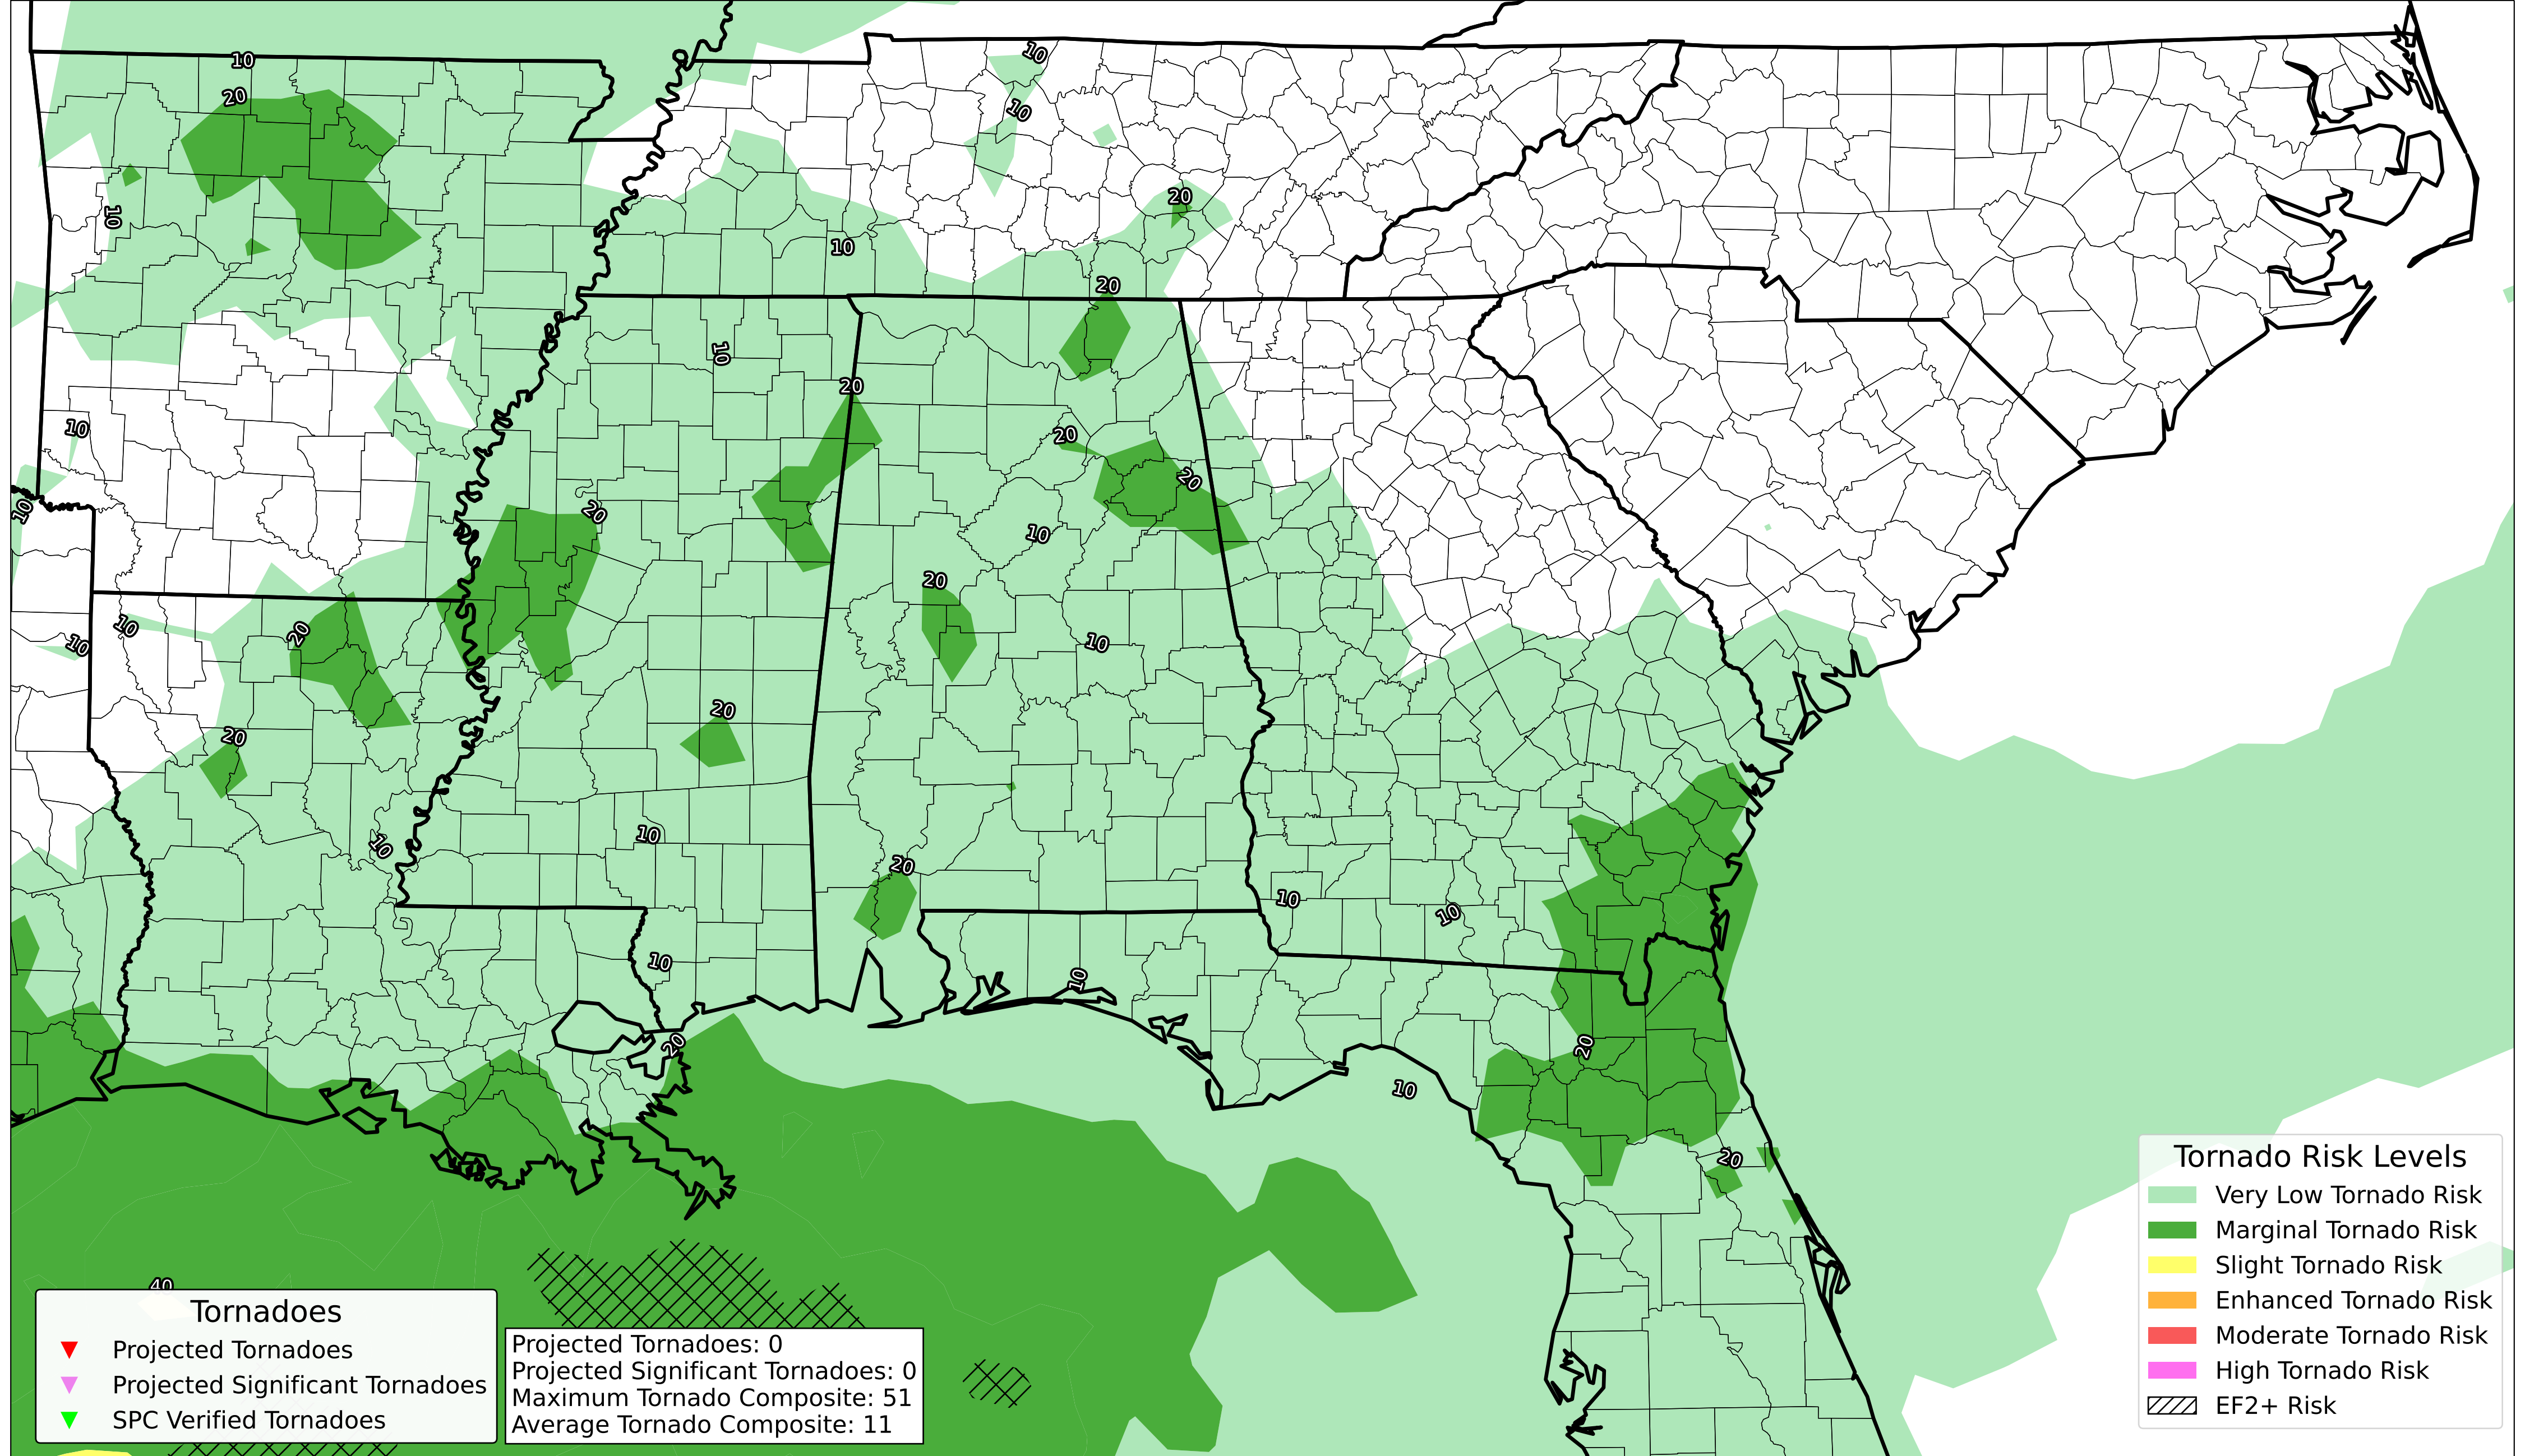 10
10
20
10
20
10
20
10
20
10
20
10
20
20
10
20
10
10
20
10
20
10
10
20
20
10
10
20
10
10
10
10
20
20
10
20
40
Tornadoes
Projected Tornadoes
Projected Significant Tornadoes
SPC Verified Tornadoes
Projected Tornadoes: 0
Projected Significant Tornadoes: 0
Maximum Tornado Composite: 51
Average Tornado Composite: 11
Tornado Risk Levels
Very Low Tornado Risk
Marginal Tornado Risk
Slight Tornado Risk
Enhanced Tornado Risk
Moderate Tornado Risk
High Tornado Risk
EF2+ Risk